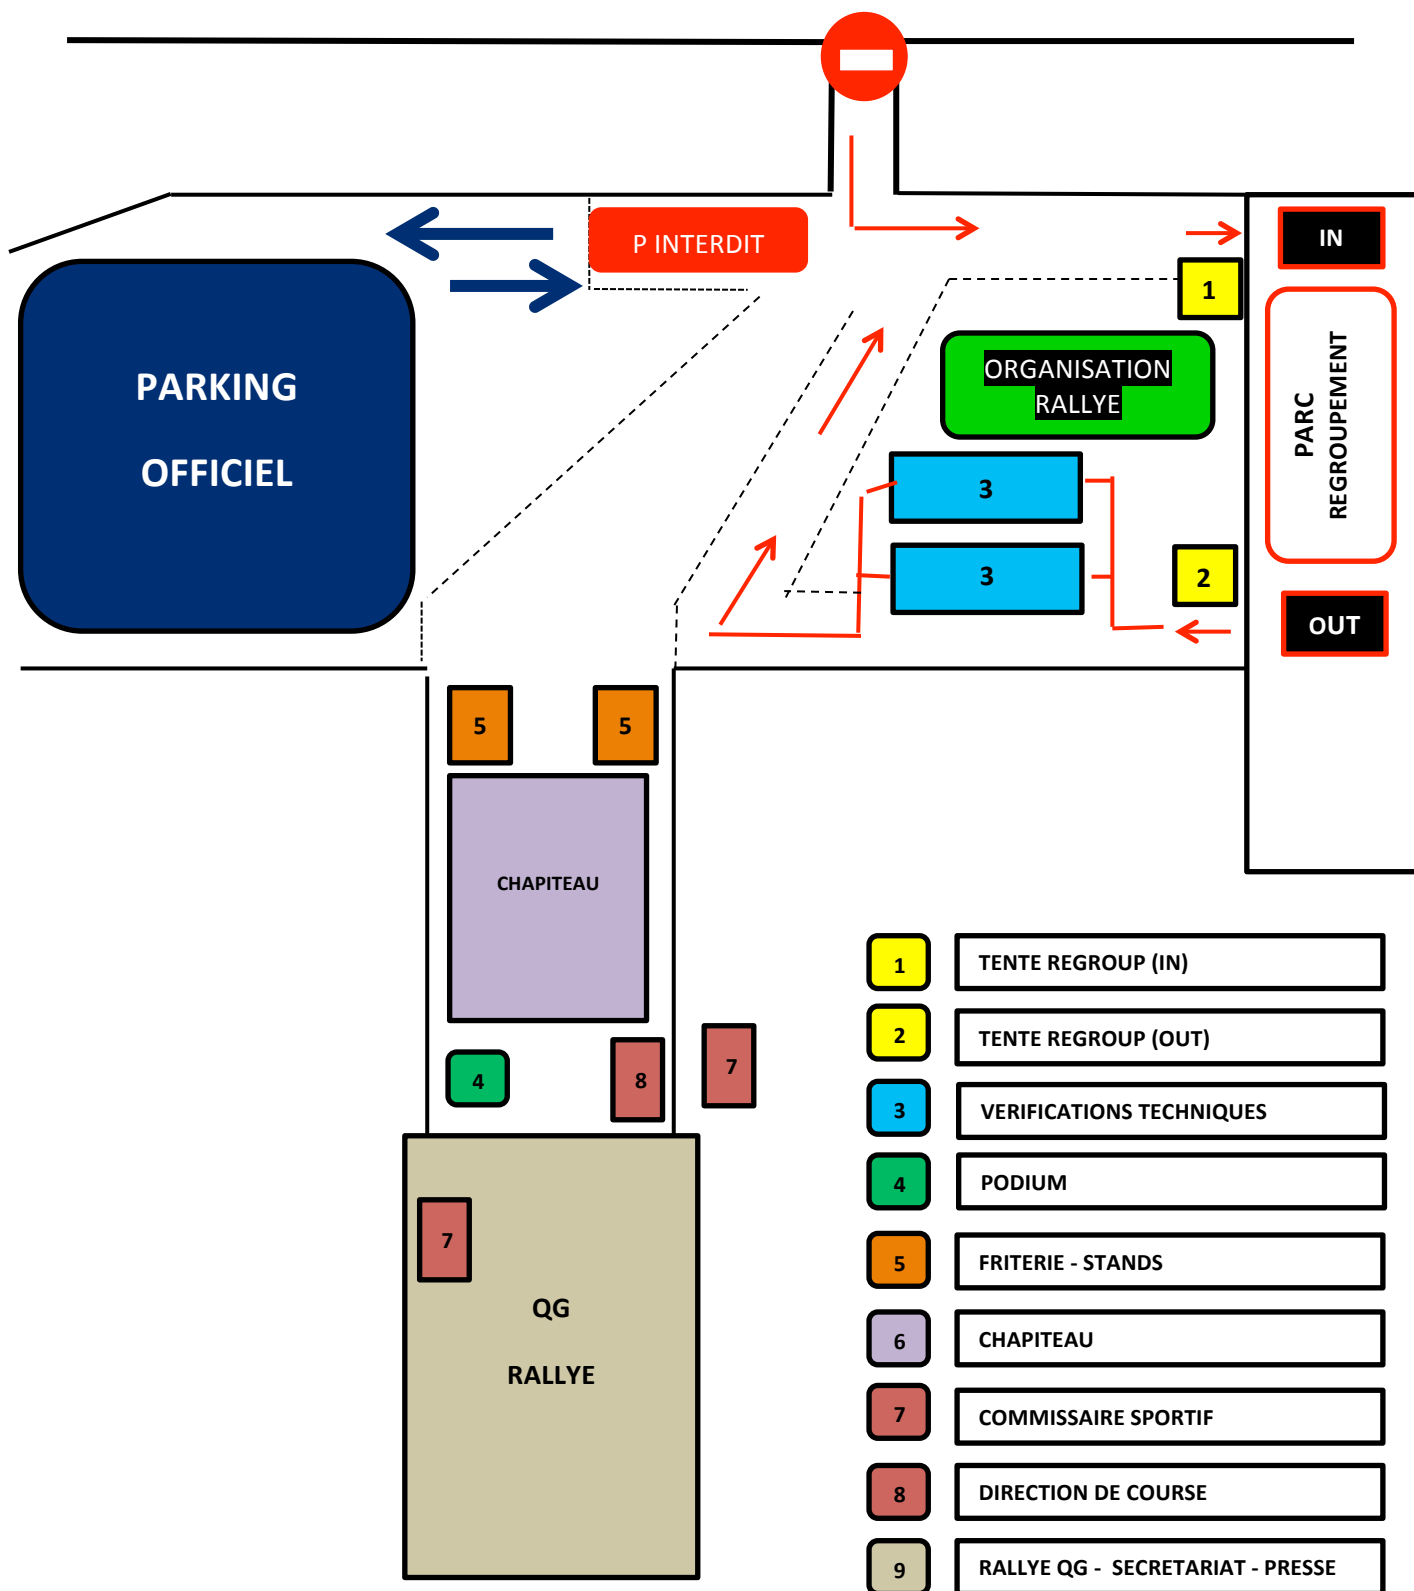 P INTERDIT
IN
1
PARKING
OFFICIEL
ORGANISATION
RALLYE
PARC
REGROUPEMENT
3
3
2
OUT
5
5
CHAPITEAU
4
8
7
7
QG
RALLYE
1 TENTE REGROUP (IN)
2 TENTE REGROUP (OUT)
3 VERIFICATIONS TECHNIQUES
4 PODIUM
5 FRITERIE - STANDS
6 CHAPITEAU
7 COMMISSAIRE SPORTIF
8 DIRECTION DE COURSE
9 RALLYE QG - SECRETARIAT - PRESSE